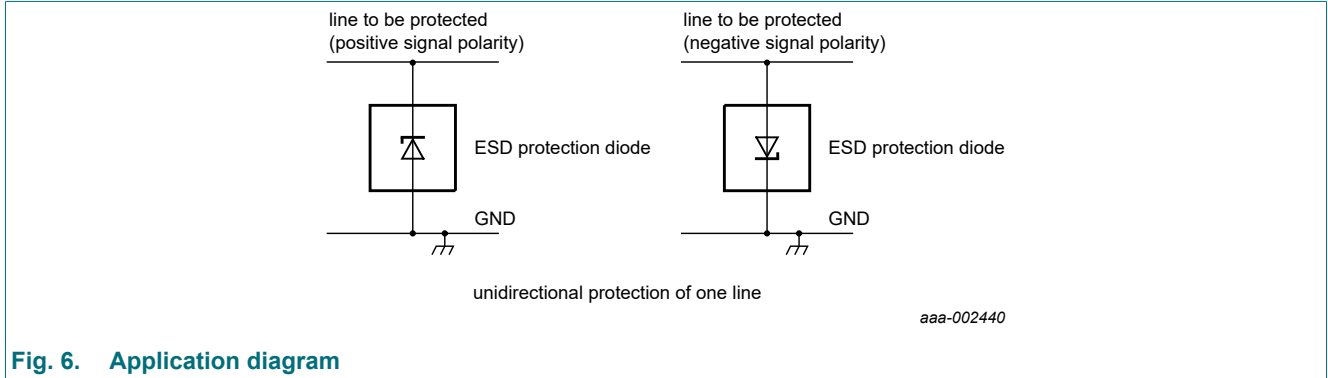 line to be protected
(positive signal polarity)
line to be protected
(negative signal polarity)
ESD protection diode
ESD protection diode
GND
GND
unidirectional protection of one line
aaa-002440
Fig. 6. Application diagram